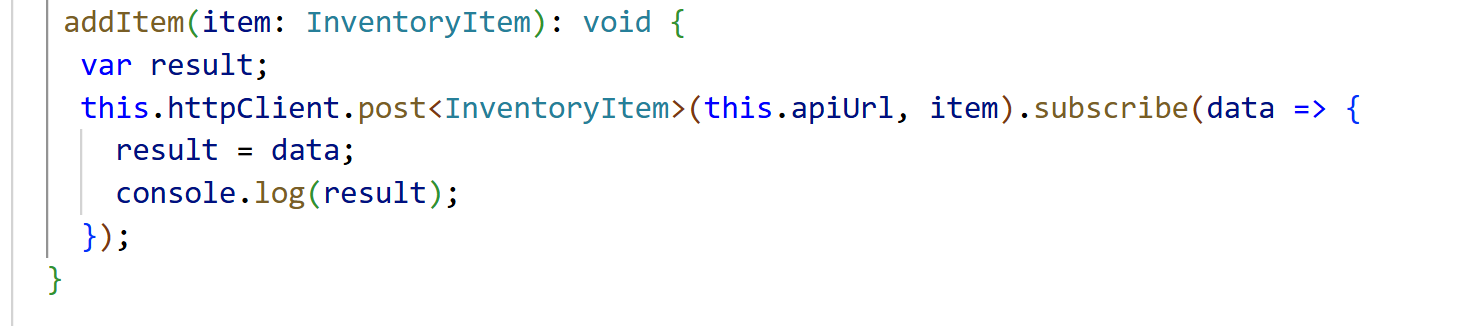 addItem(item: InventoryItem): void {
var result;
this.httpClient.post<InventoryItem>(this.apiUrl, item).subscribe(data => {
result = data;
console.log(result);
});
}